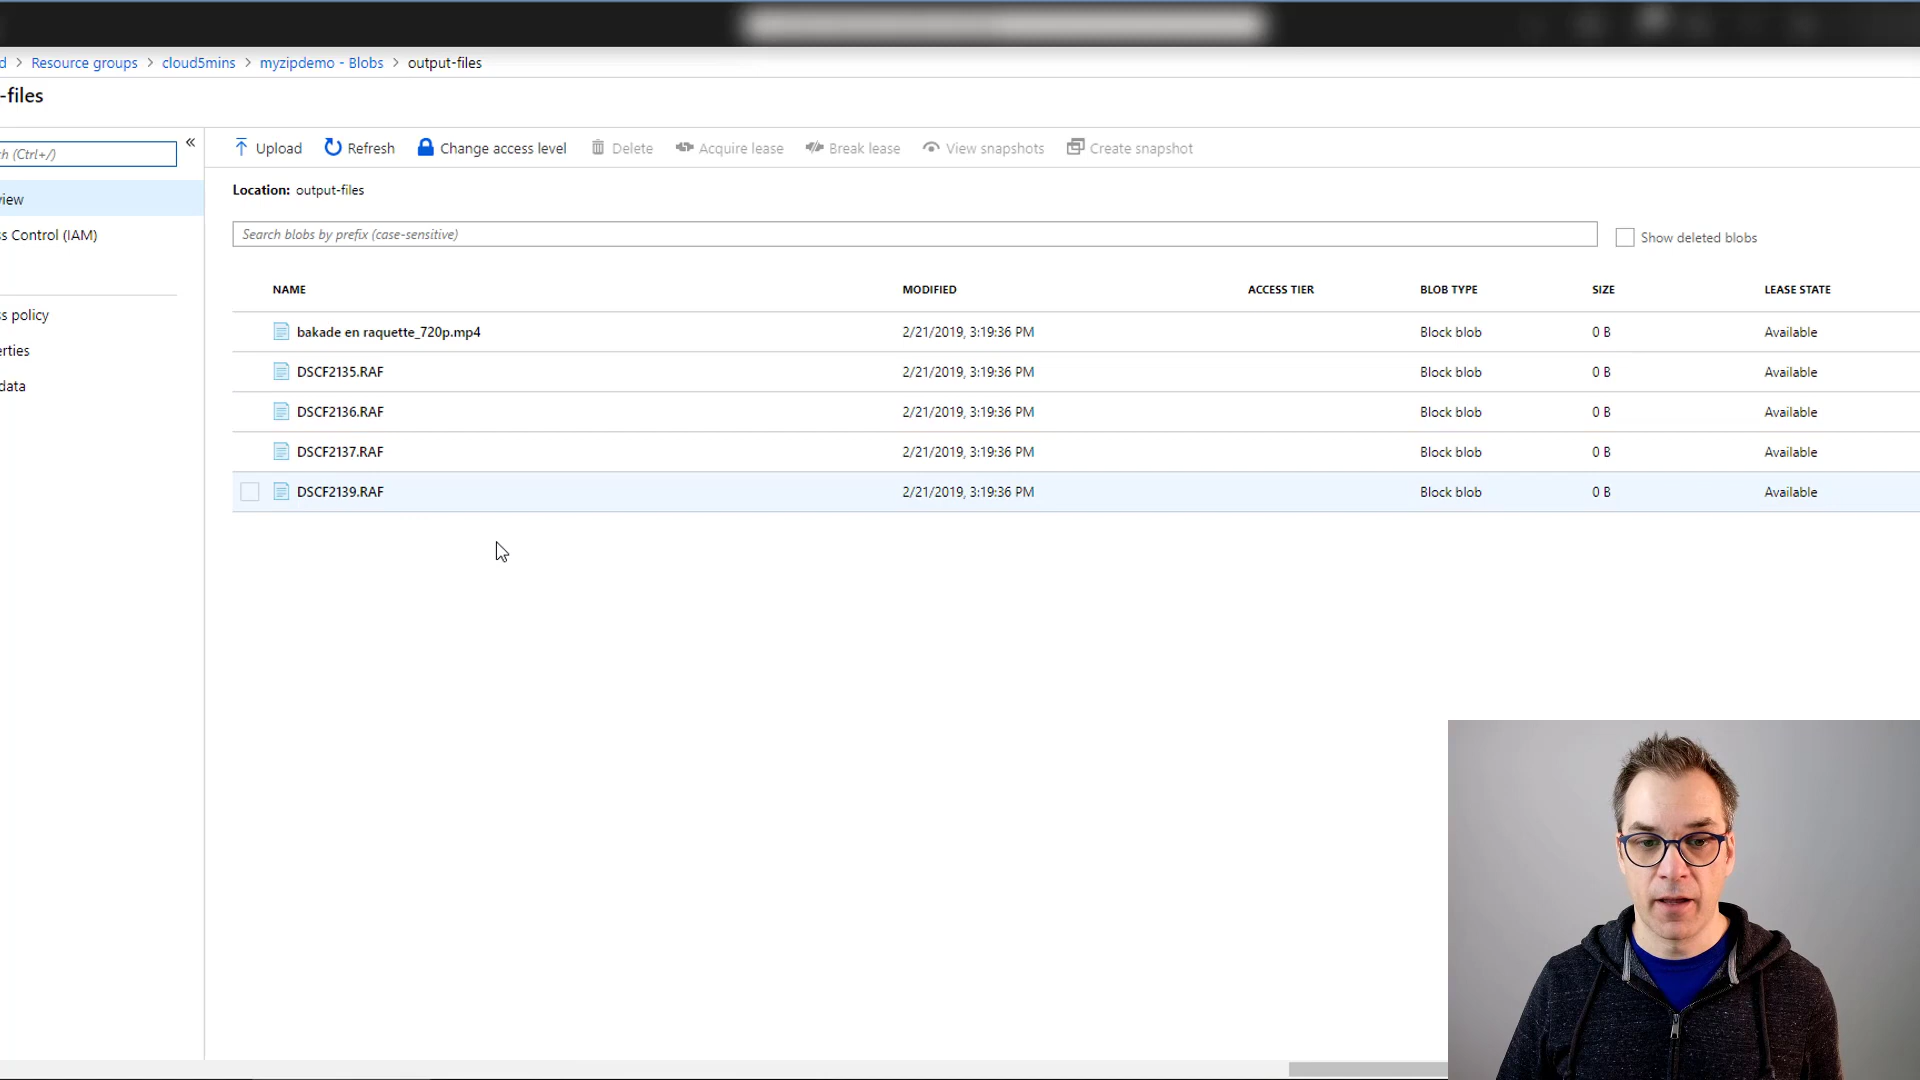 d > Resource groups > cloud5mins > myzipdemo - Blobs > output-files
-files
ch (Ctrl+/)
«
Upload Refresh Change access level Delete Acquire lease Break lease View snapshots Create snapshot
view
s Control (IAM)
s policy
erties
data
Location: output-files
Search blobs by prefix (case-sensitive)
Show deleted blobs
NAME MODIFIED ACCESS TIER BLOB TYPE SIZE LEASE STATE
bakade en raquette_720p.mp4 2/21/2019, 3:19:36 PM Block blob 0 B Available
DSCF2135.RAF 2/21/2019, 3:19:36 PM Block blob 0 B Available
DSCF2136.RAF 2/21/2019, 3:19:36 PM Block blob 0 B Available
DSCF2137.RAF 2/21/2019, 3:19:36 PM Block blob 0 B Available
DSCF2139.RAF 2/21/2019, 3:19:36 PM Block blob 0 B Available